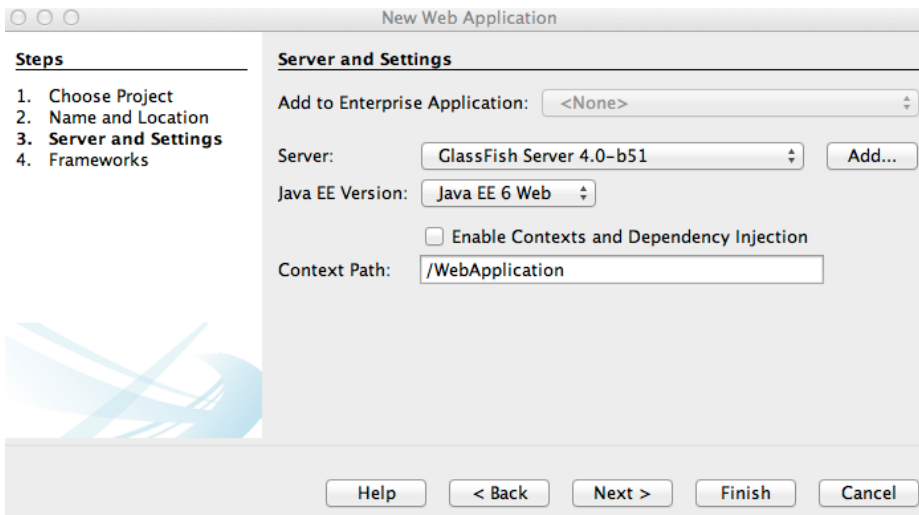 New Web Application
Steps
1. Choose Project
2. Name and Location
3. Server and Settings
4. Frameworks
Server and Settings
Add to Enterprise Application: <None>
Server: GlassFish Server 4.0-b51 Add...
Java EE Version: Java EE 6 Web
Enable Contexts and Dependency Injection
Context Path: /WebApplication
Help < Back Next > Finish Cancel